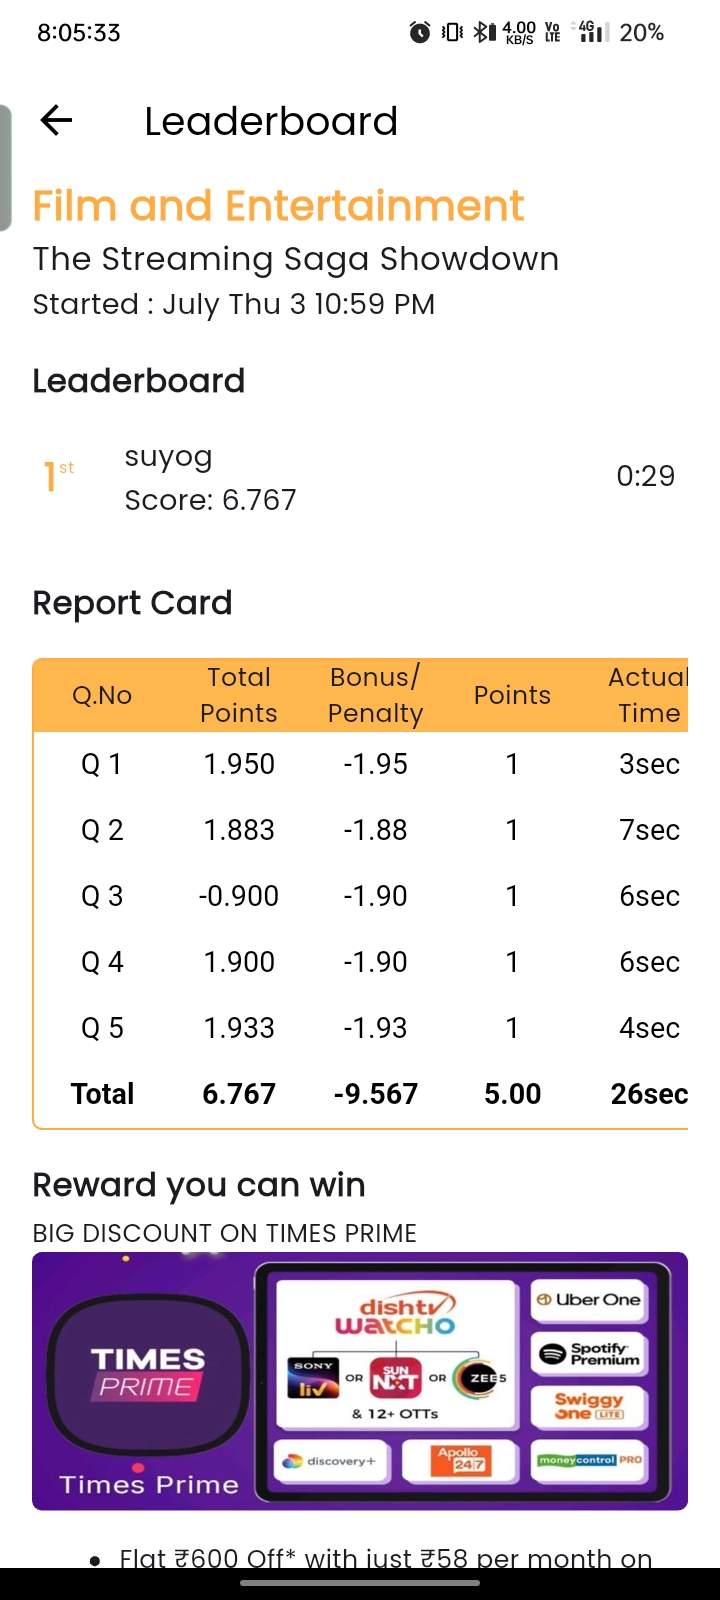 8:05:33 4.00 KB/S Vo LTE 4G 20%
Leaderboard
Film and Entertainment
The Streaming Saga Showdown
Started : July Thu 3 10:59 PM
Leaderboard
1st suyog 0:29
Score: 6.767
Report Card
Q.No Total Points Bonus/ Penalty Points Actual Time
Q 1 1.950 -1.95 1 3sec
Q 2 1.883 -1.88 1 7sec
Q 3 -0.900 -1.90 1 6sec
Q 4 1.900 -1.90 1 6sec
Q 5 1.933 -1.93 1 4sec
Total 6.767 -9.567 5.00 26sec
Reward you can win
BIG DISCOUNT ON TIMES PRIME
TIMES
PRIME
Times Prime
dishtv
WATCHO
SONY liv OR SUN NXT OR ZEE5
& 12+ OTTs
discovery+
Apollo
24|7
Uber One
Spotify Premium
Swiggy
one LITE
moneycontrol PRO
• Flat ₹600 Off* with just ₹58 per month on